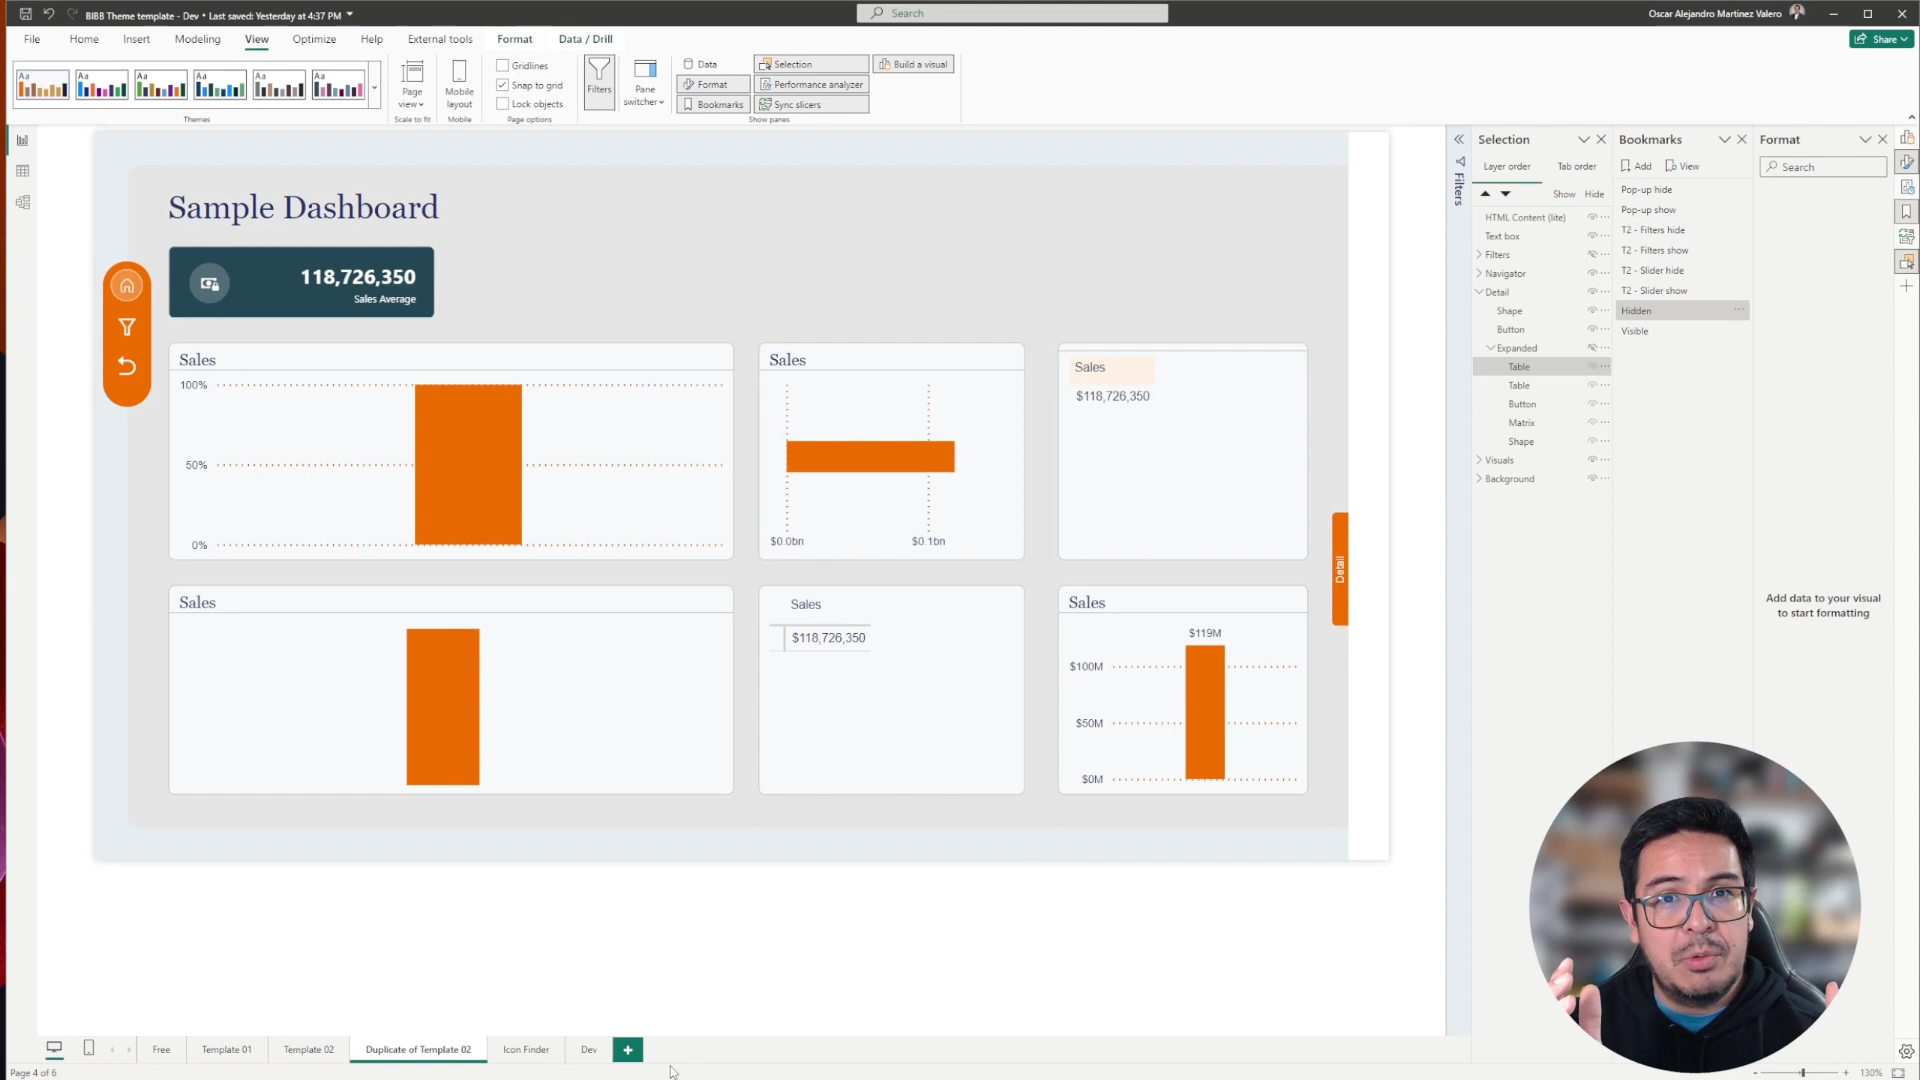 BIBB Theme template - Dev • Last saved: Yesterday at 4:37 PM
Search
Oscar Alejandro Martinez Valero
File
Home
Insert
Modeling
View
Optimize
Help
External tools
Format
Data / Drill
Share
Aa
Aa
Aa
Aa
Aa
Aa
Themes
Page view
Scale to fit
Mobile layout
Mobile
Gridlines
Snap to grid
Lock objects
Page options
Filters
Pane switcher
Data
Format
Bookmarks
Selection
Performance analyzer
Sync slicers
Build a visual
Show panes
Sample Dashboard
118,726,350
Sales Average
Sales
100%
50%
0%
Sales
$0.0bn
$0.1bn
Sales
$118,726,350
Detail
Sales
Sales
$118,726,350
Sales
$119M
$100M
$50M
$0M
Filters
Selection
Layer order
Tab order
Show
Hide
HTML Content (lite)
Text box
Filters
Navigator
Detail
Shape
Button
Expanded
Table
Table
Button
Matrix
Shape
Visuals
Background
Bookmarks
Add
View
Pop-up hide
Pop-up show
T2 - Filters hide
T2 - Filters show
T2 - Slider hide
T2 - Slider show
Hidden
Visible
Format
Search
Add data to your visual
to start formatting
Free
Template 01
Template 02
Duplicate of Template 02
Icon Finder
Dev
Page 4 of 6
130%